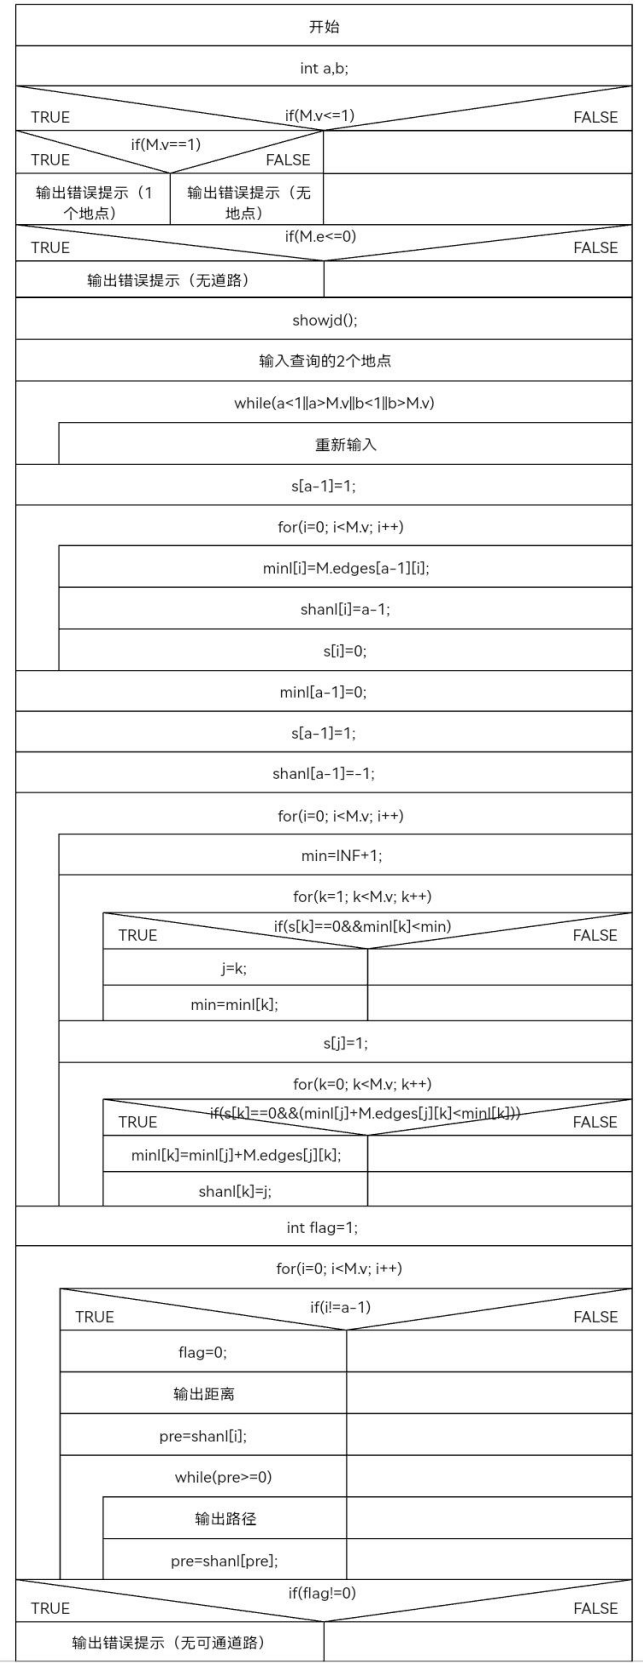 开始
int a,b;
if(M.v<=1)
TRUE
FALSE
if(M.v==1)
TRUE
FALSE
输出错误提示（1
个地点）
输出错误提示（无
地点）
if(M.e<=0)
TRUE
FALSE
输出错误提示（无道路）
showjd();
输入查询的2个地点
while(a<1||a>M.v||b<1||b>M.v)
重新输入
s[a-1]=1;
for(i=0; i<M.v; i++)
minl[i]=M.edges[a-1][i];
shanl[i]=a-1;
s[i]=0;
minl[a-1]=0;
s[a-1]=1;
shanl[a-1]=-1;
for(i=0; i<M.v; i++)
min=INF+1;
for(k=1; k<M.v; k++)
if(s[k]==0&&minl[k]<min)
TRUE
FALSE
j=k;
min=minl[k];
s[j]=1;
for(k=0; k<M.v; k++)
if(s[k]==0&&(minl[j]+M.edges[j][k]<minl[k]))
TRUE
FALSE
minl[k]=minl[j]+M.edges[j][k];
shanl[k]=j;
int flag=1;
for(i=0; i<M.v; i++)
if(i!=a-1)
TRUE
FALSE
flag=0;
输出距离
pre=shanl[i];
while(pre>=0)
输出路径
pre=shanl[pre];
if(flag!=0)
TRUE
FALSE
输出错误提示（无可通道路）